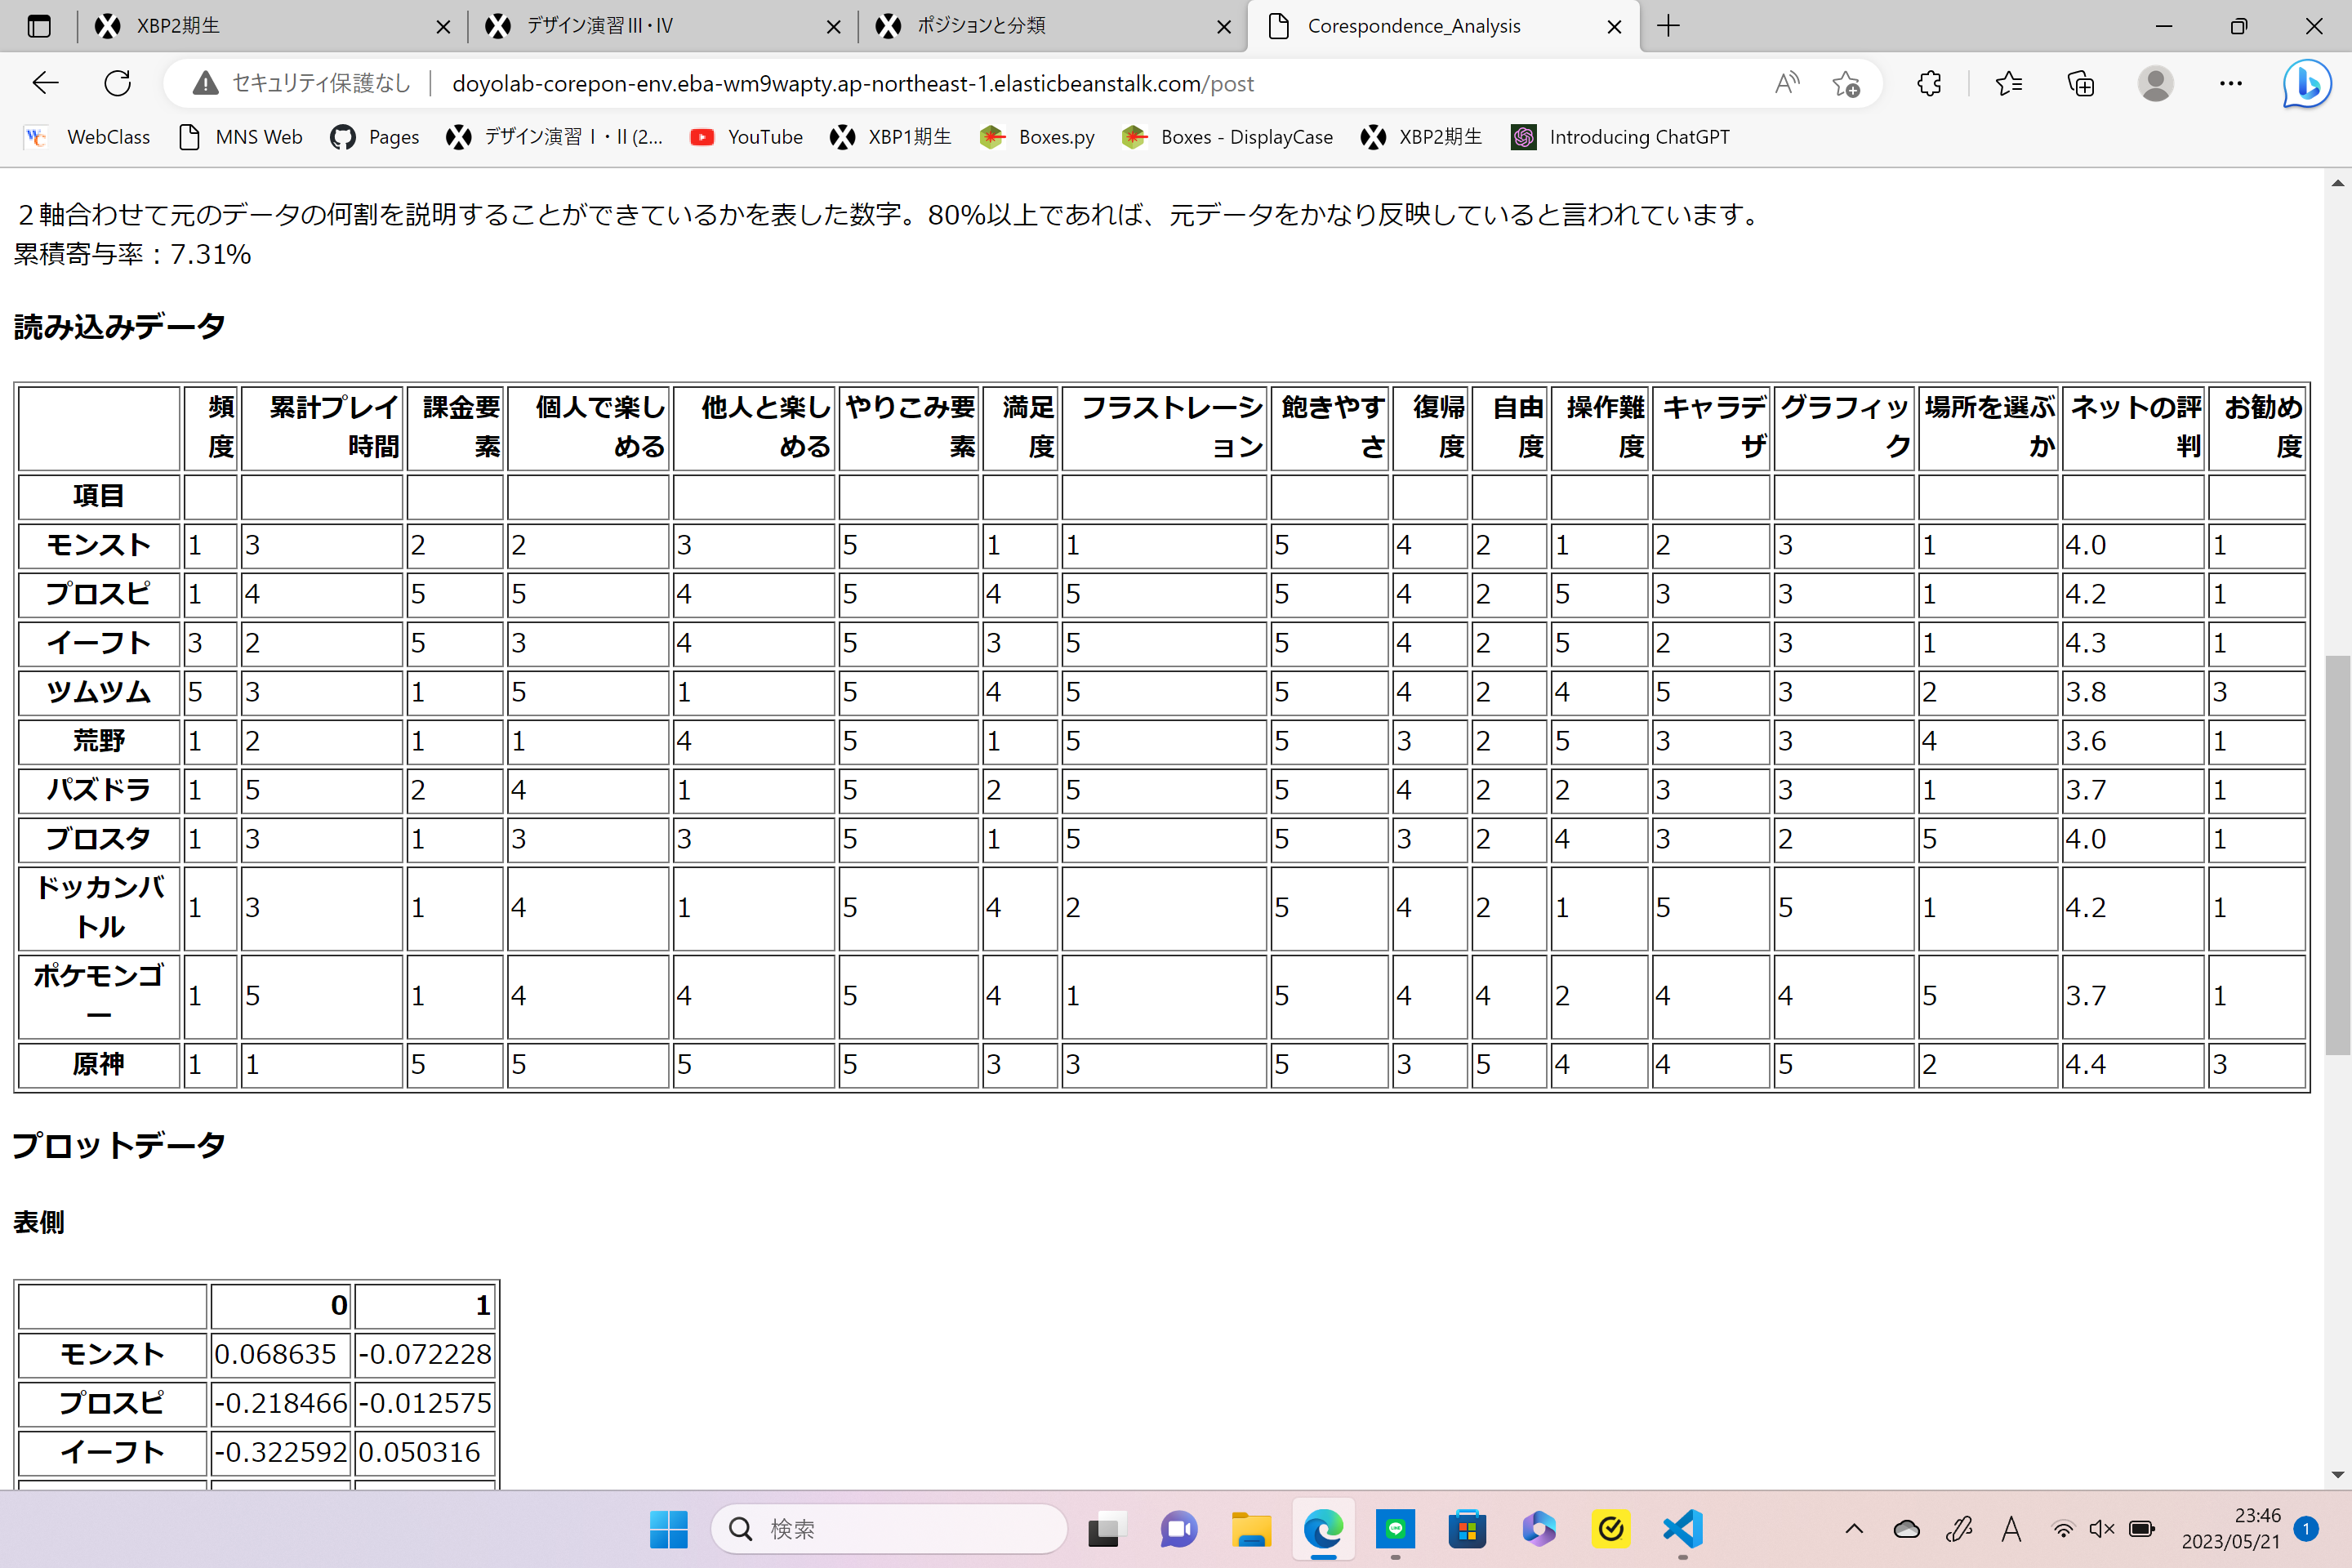 XBP2期生
デザイン演習Ⅲ・Ⅳ
ポジションと分類
Corespondence_Analysis
セキュリティ保護なし doyolab-corepon-env.eba-wm9wapty.ap-northeast-1.elasticbeanstalk.com/post
WebClass MNS Web Pages デザイン演習Ⅰ・Ⅱ(2... YouTube XBP1期生 Boxes.py Boxes - DisplayCase XBP2期生 Introducing ChatGPT
２軸合わせて元のデータの何割を説明することができているかを表した数字。80%以上であれば、元データをかなり反映していると言われています。
累積寄与率：7.31%
読み込みデータ
頻度 累計プレイ時間 課金要素 個人で楽しめる 他人と楽しめる やりこみ要素 満足度 フラストレーション 飽きやすさ 復帰度 自由度 操作難度 キャラデザ グラフィック 場所を選ぶか ネットの評判 お勧め度
項目
モンスト 1 3 2 2 3 5 1 1 5 4 2 1 2 3 1 4.0 1
プロスピ 1 4 5 5 4 5 4 5 5 4 2 5 3 3 1 4.2 1
イーフト 3 2 5 3 4 5 3 5 5 4 2 5 2 3 1 4.3 1
ツムツム 5 3 1 5 1 5 4 5 5 4 2 4 5 3 2 3.8 3
荒野 1 2 1 1 4 5 1 5 5 3 2 5 3 3 4 3.6 1
パズドラ 1 5 2 4 1 5 2 5 5 4 2 2 3 3 1 3.7 1
ブロスタ 1 3 1 3 3 5 1 5 5 3 2 4 3 2 5 4.0 1
ドッカンバトル 1 3 1 4 1 5 4 2 5 4 2 1 5 5 1 4.2 1
ポケモンゴー 1 5 1 4 4 5 4 1 5 4 4 2 4 4 5 3.7 1
原神 1 1 5 5 5 5 3 3 5 3 5 4 4 5 2 4.4 3
プロットデータ
表側
0 1
モンスト 0.068635 -0.072228
プロスピ -0.218466 -0.012575
イーフト -0.322592 0.050316
検索
A
23:46
2023/05/21
1